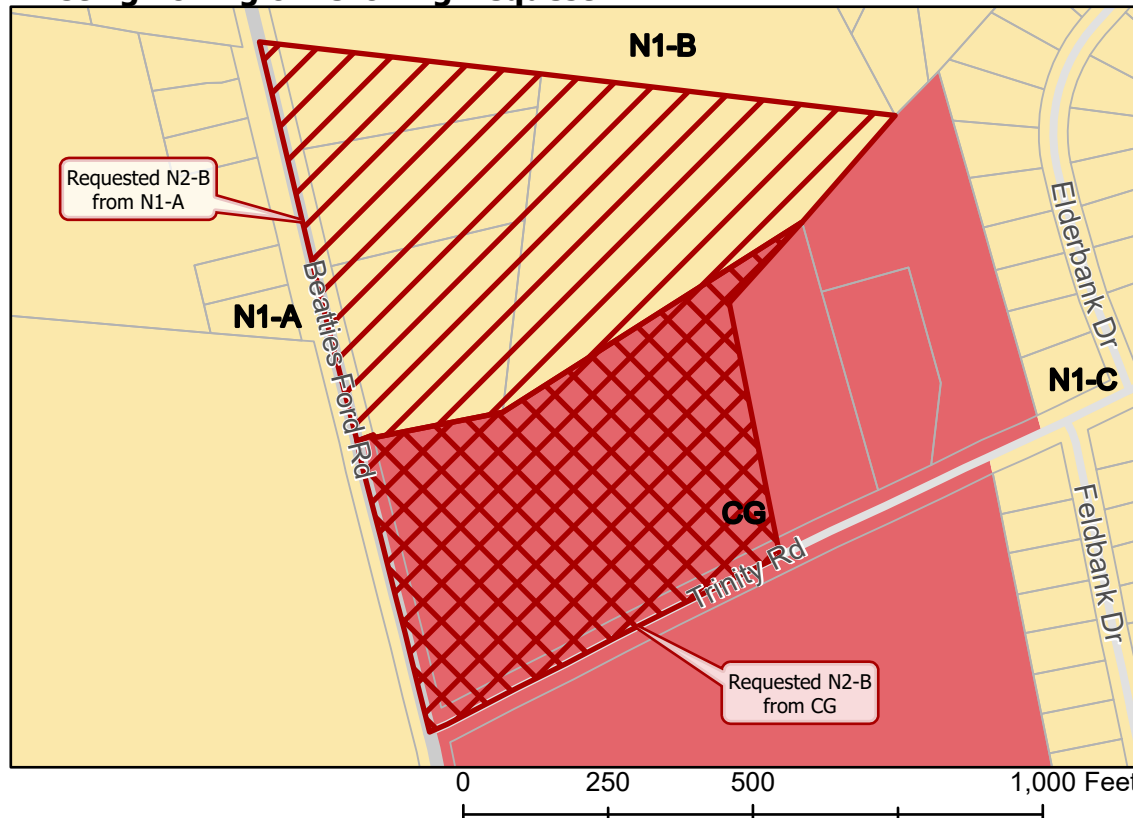 N1-B
Requested N2-B
from N1-A
Elderbank Dr
Beatties Ford Rd
N1-A
N1-C
CG
Feldbank Dr
Trinity Rd
Requested N2-B
from CG
0 250 500 1,000 Feet